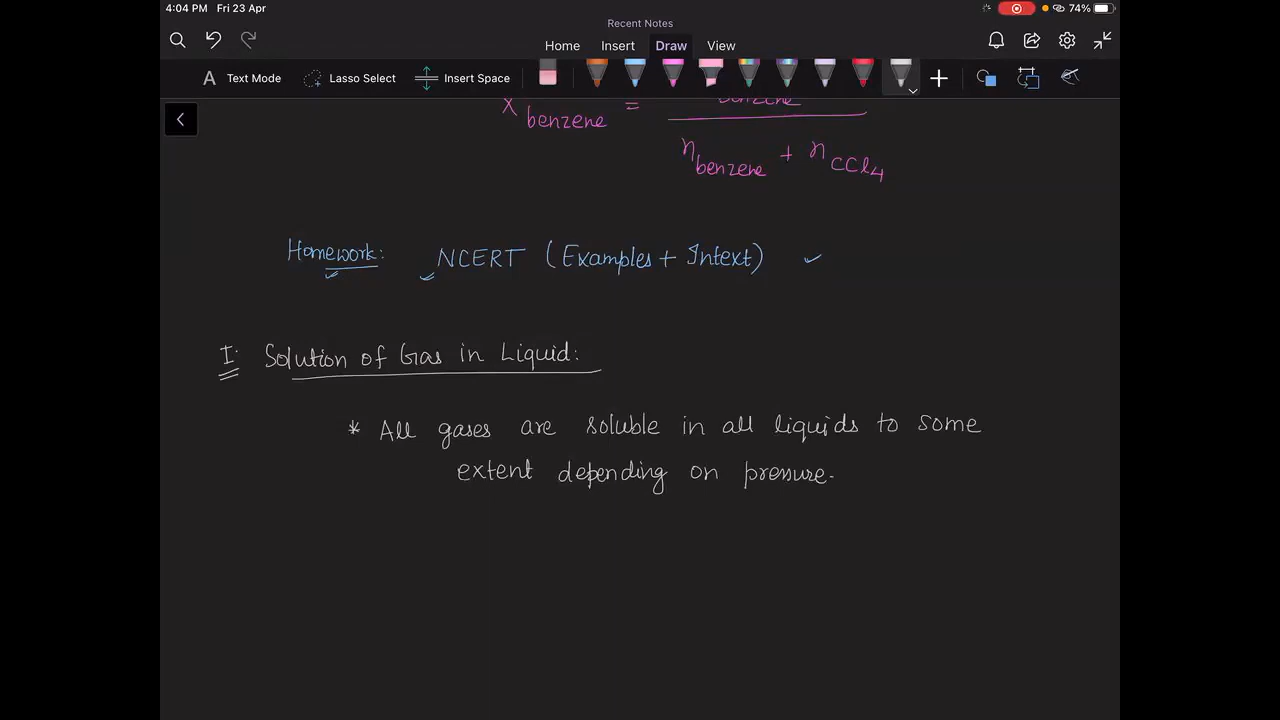 4:04 PM Fri 23 Apr
74%
Recent Notes
Home Insert Draw View
A Text Mode Lasso Select Insert Space
benzene
x benzene =
n benzene + n CCl4
Homework: NCERT (Examples + Intext)
I: Solution of Gas in Liquid:
* All gases are soluble in all liquids to some
extent depending on pressure.